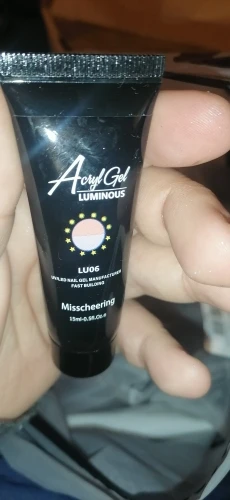 Acryl Gel
LUMINOUS
LU06
UV/LED NAIL GEL MANUFACTURER
FAST BUILDING
Misscheering
15ml-0.5Fl.Oz.e